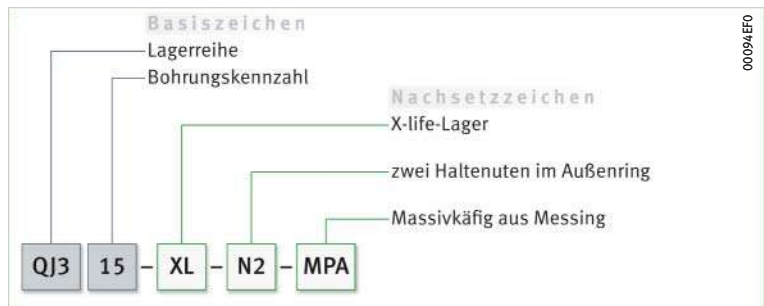 Basiszeichen
Lagerreihe
Bohrungskennzahl
Nachsetzzeichen
X-life-Lager
zwei Haltenuten im Außenring
Massivkäfig aus Messing
QJ3 15 – XL – N2 – MPA
00094EF0